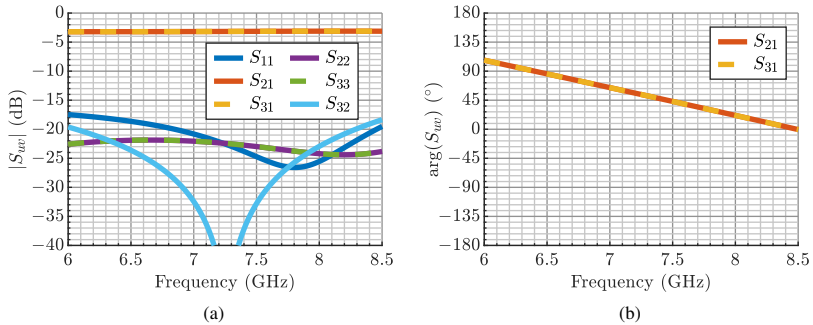 0
−5
−10
−15
−20
−25
−30
−35
−40
|S_uv| (dB)
S_11 S_22
S_21 S_33
S_31 S_32
6 6.5 7 7.5 8 8.5
Frequency (GHz)
(a)
180
135
90
45
0
−45
−90
−135
−180
arg(S_uv) (°)
S_21
S_31
6 6.5 7 7.5 8 8.5
Frequency (GHz)
(b)